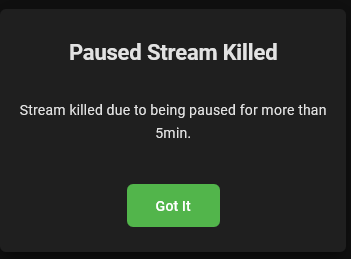 Paused Stream Killed
Stream killed due to being paused for more than
5min.
Got It